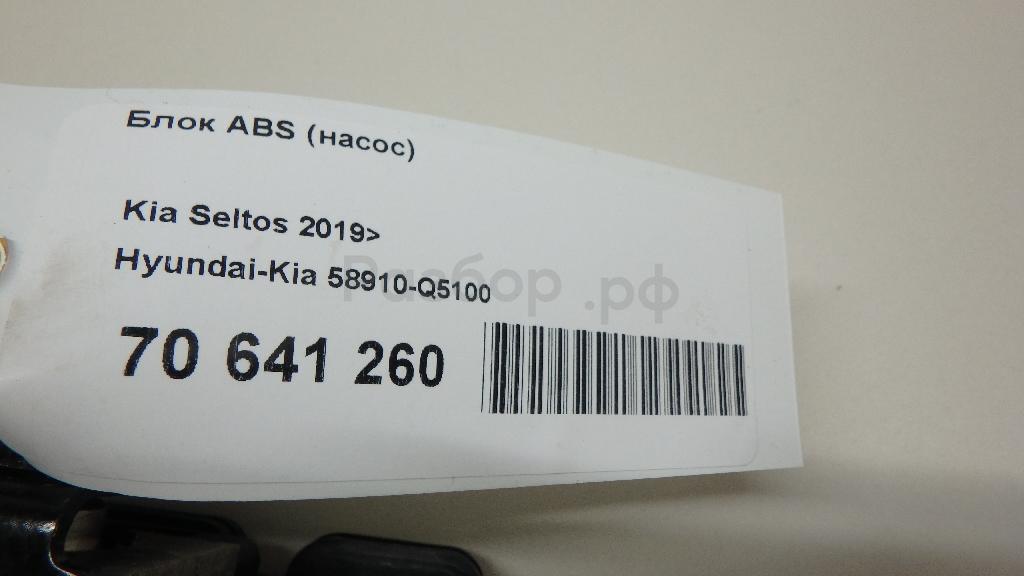 Блок ABS (насос)
Kia Seltos 2019>
Hyundai-Kia 58910-Q5100
Разбор.рф
70 641 260